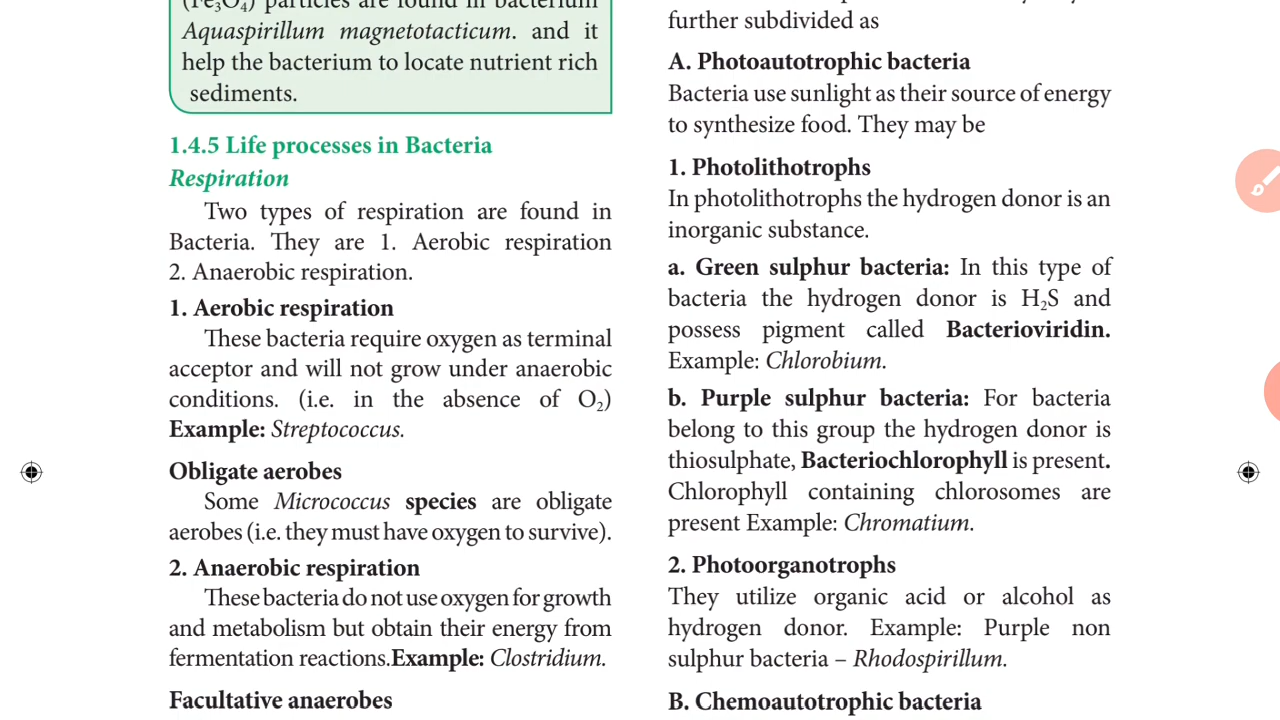 (Fe₃O₄) particles are found in bacterium
Aquaspirillum magnetotacticum. and it
help the bacterium to locate nutrient rich
sediments.
1.4.5 Life processes in Bacteria
Respiration
Two types of respiration are found in
Bacteria. They are 1. Aerobic respiration
2. Anaerobic respiration.
1. Aerobic respiration
These bacteria require oxygen as terminal
acceptor and will not grow under anaerobic
conditions. (i.e. in the absence of O₂)
Example: Streptococcus.
Obligate aerobes
Some Micrococcus species are obligate
aerobes (i.e. they must have oxygen to survive).
2. Anaerobic respiration
These bacteria do not use oxygen for growth
and metabolism but obtain their energy from
fermentation reactions.Example: Clostridium.
Facultative anaerobes
further subdivided as
A. Photoautotrophic bacteria
Bacteria use sunlight as their source of energy
to synthesize food. They may be
1. Photolithotrophs
In photolithotrophs the hydrogen donor is an
inorganic substance.
a. Green sulphur bacteria: In this type of
bacteria the hydrogen donor is H₂S and
possess pigment called Bacterioviridin.
Example: Chlorobium.
b. Purple sulphur bacteria: For bacteria
belong to this group the hydrogen donor is
thiosulphate, Bacteriochlorophyll is present.
Chlorophyll containing chlorosomes are
present Example: Chromatium.
2. Photoorganotrophs
They utilize organic acid or alcohol as
hydrogen donor. Example: Purple non
sulphur bacteria – Rhodospirillum.
B. Chemoautotrophic bacteria